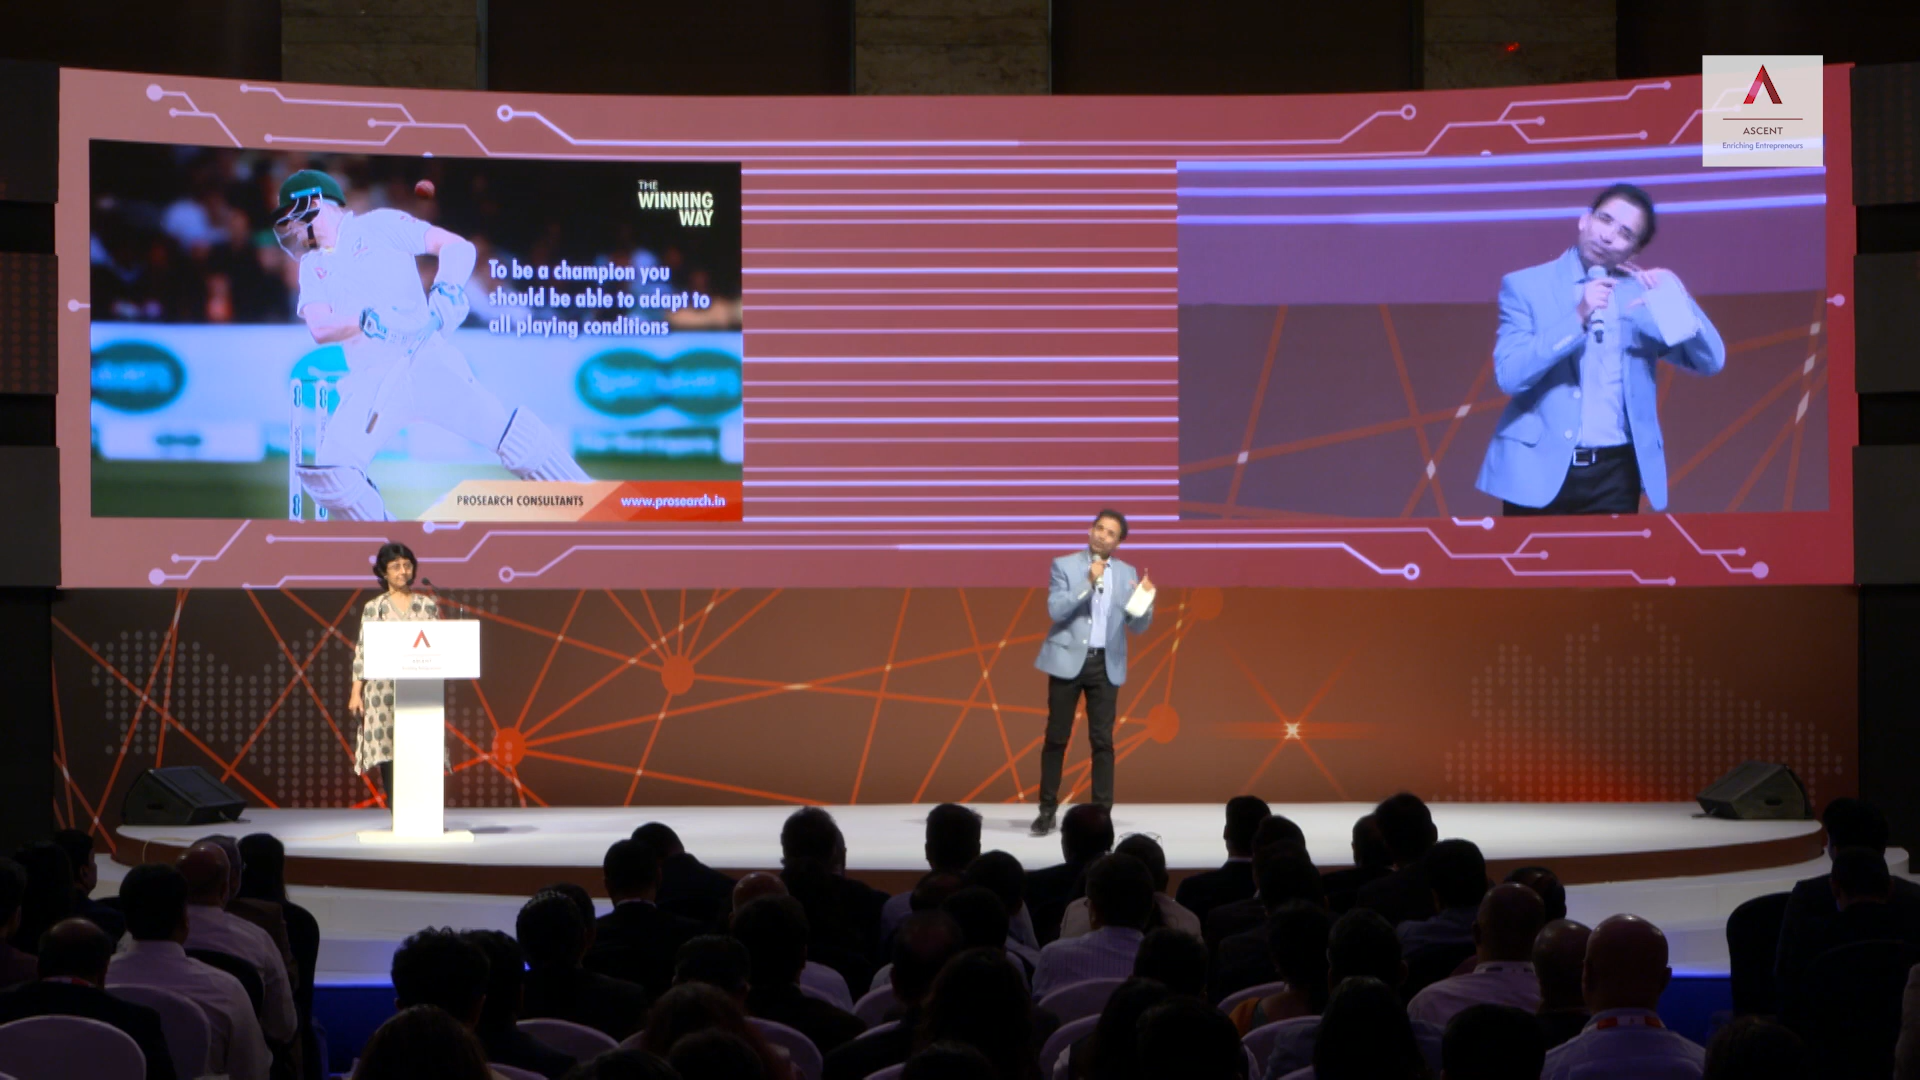 THE
WINNING
WAY
To be a champion you
should be able to adapt to
all playing conditions
PROSEARCH CONSULTANTS
www.prosearch.in
ASCENT
Enriching Entrepreneurs
ASCENT